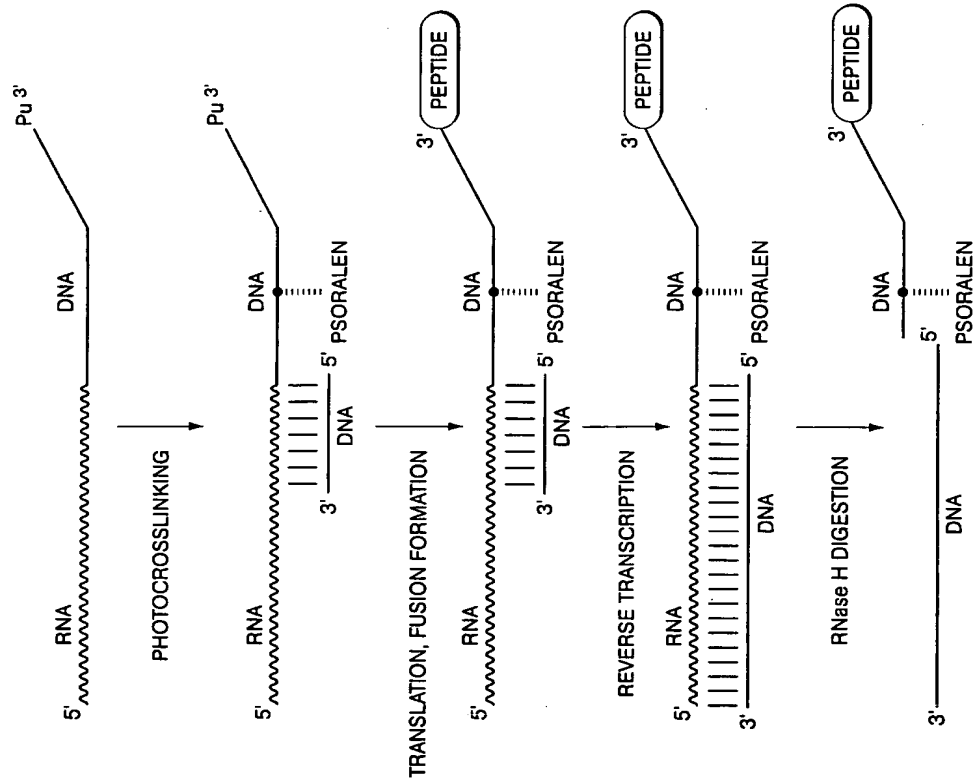 5'
RNA
DNA
Pu 3'
PHOTOCROSSLINKING
5'
RNA
DNA
Pu 3'
3'
DNA
5'
PSORALEN
TRANSLATION, FUSION FORMATION
5'
RNA
DNA
3'
PEPTIDE
3'
DNA
5'
PSORALEN
REVERSE TRANSCRIPTION
5'
RNA
DNA
3'
PEPTIDE
3'
DNA
5'
PSORALEN
RNase H DIGESTION
DNA
3'
PEPTIDE
3'
DNA
5'
PSORALEN